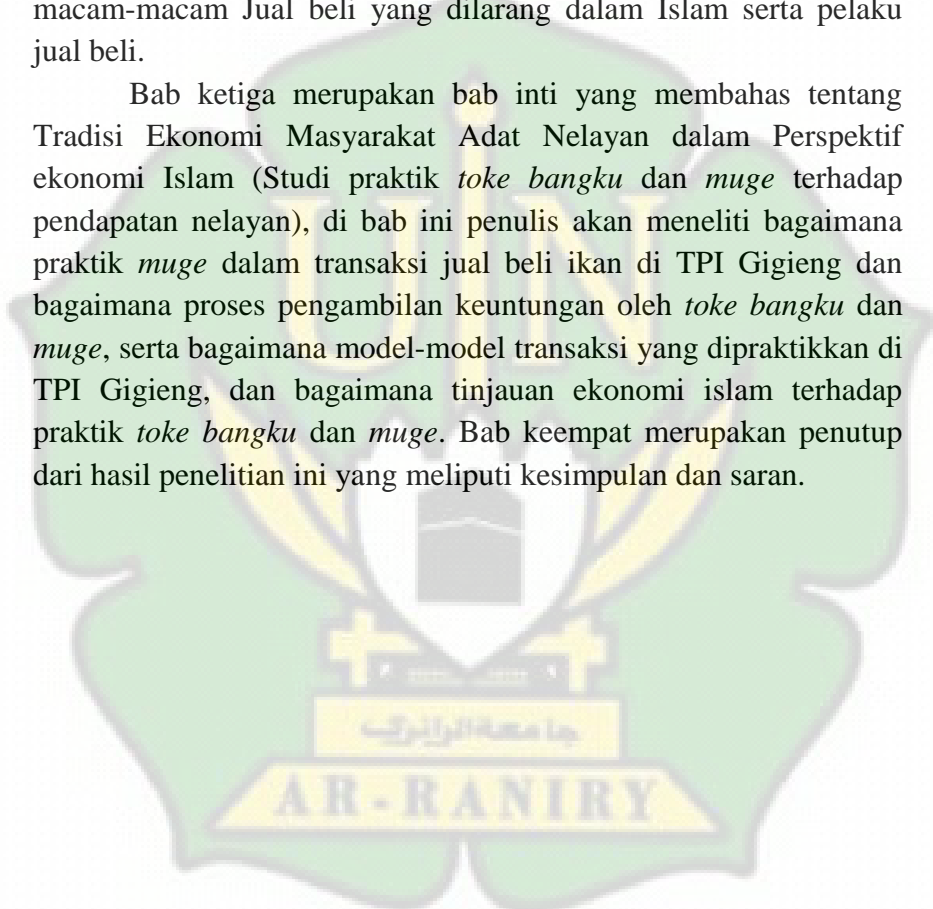 macam-macam Jual beli yang dilarang dalam Islam serta pelaku
jual beli.
Bab ketiga merupakan bab inti yang membahas tentang
Tradisi Ekonomi Masyarakat Adat Nelayan dalam Perspektif
ekonomi Islam (Studi praktik toke bangku dan muge terhadap
pendapatan nelayan), di bab ini penulis akan meneliti bagaimana
praktik muge dalam transaksi jual beli ikan di TPI Gigieng dan
bagaimana proses pengambilan keuntungan oleh toke bangku dan
muge, serta bagaimana model-model transaksi yang dipraktikkan di
TPI Gigieng, dan bagaimana tinjauan ekonomi islam terhadap
praktik toke bangku dan muge. Bab keempat merupakan penutup
dari hasil penelitian ini yang meliputi kesimpulan dan saran.
UIN
جامعة الرانري
AR-RANIRY